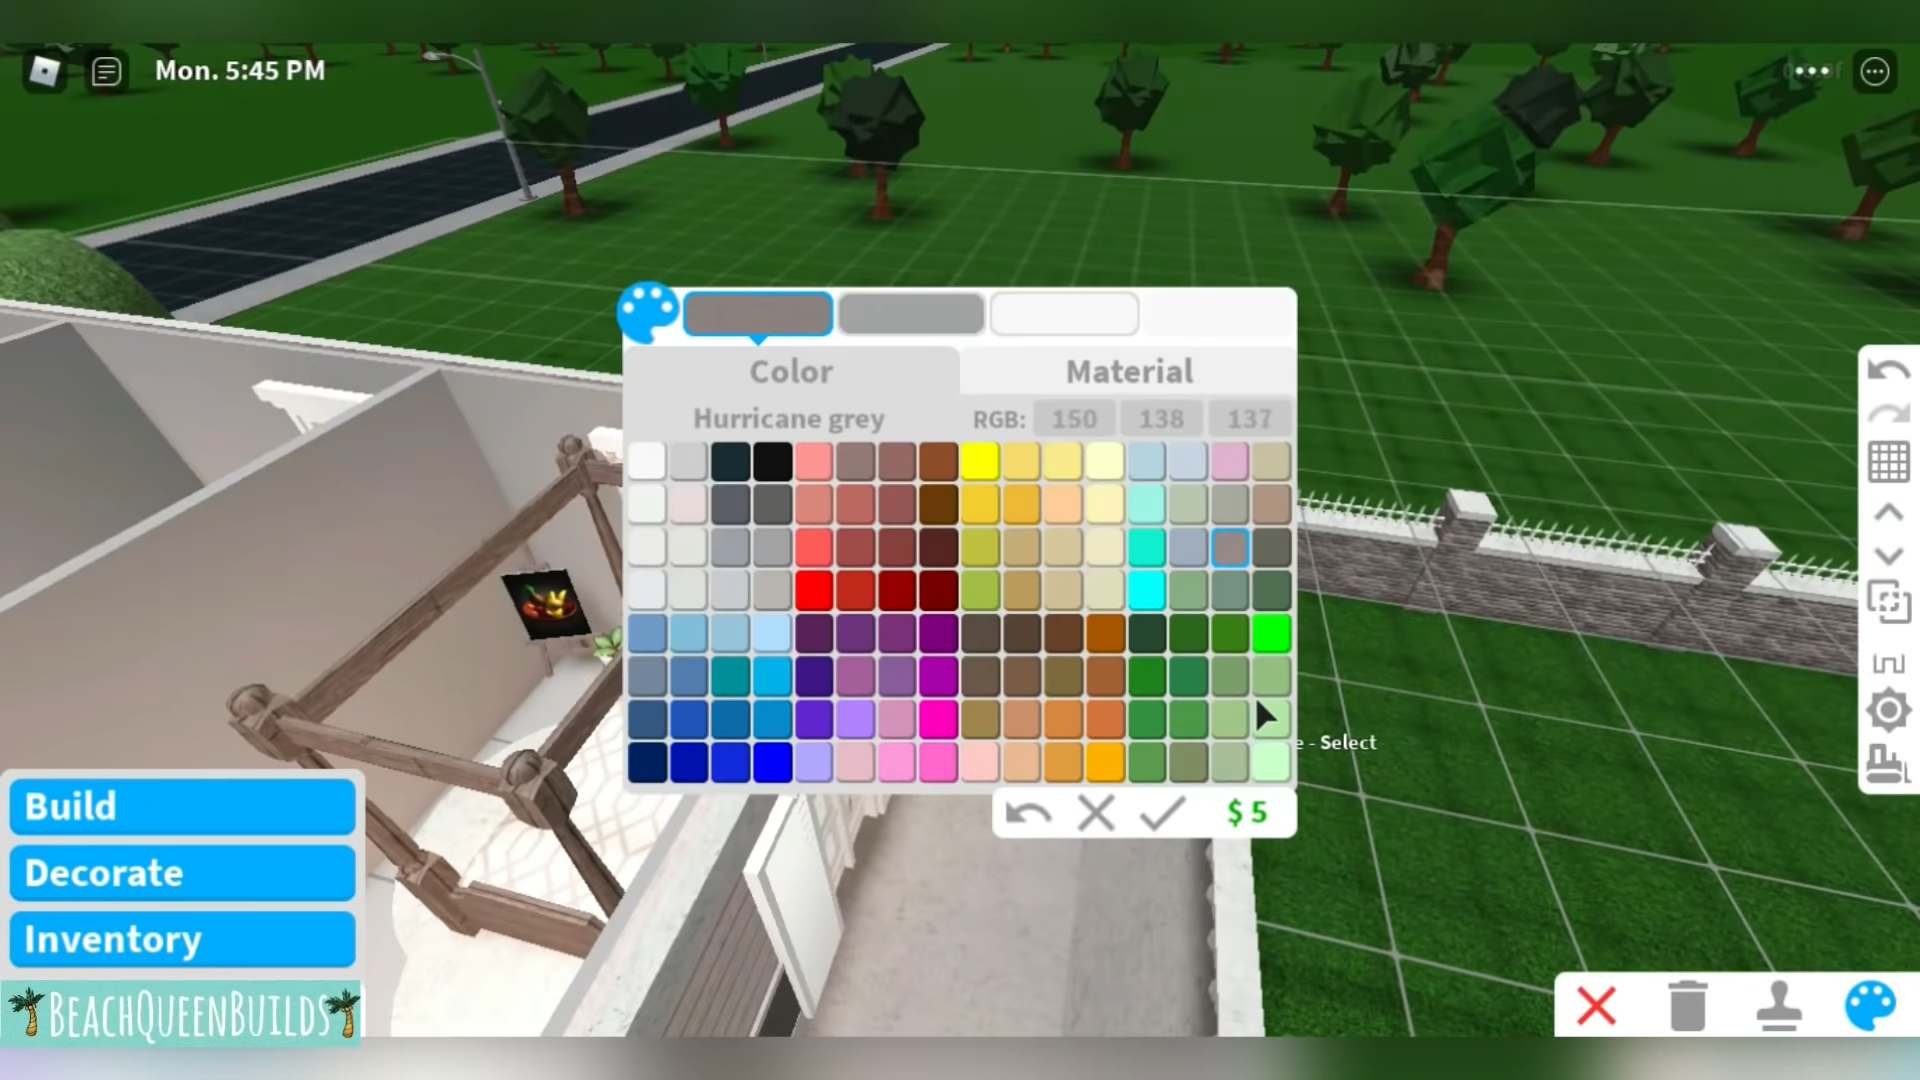 Mon. 5:45 PM
Color
Material
Hurricane grey
RGB: 150 138 137
e - Select
$ 5
Build
Decorate
Inventory
BEACHQUEENBUILDS